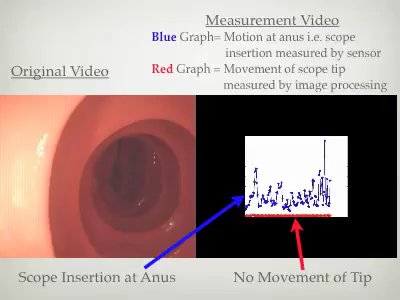 Measurement Video
Blue Graph= Motion at anus i.e. scope
insertion measured by sensor
Original Video
Red Graph = Movement of scope tip
measured by image processing
Scope Insertion at Anus
No Movement of Tip